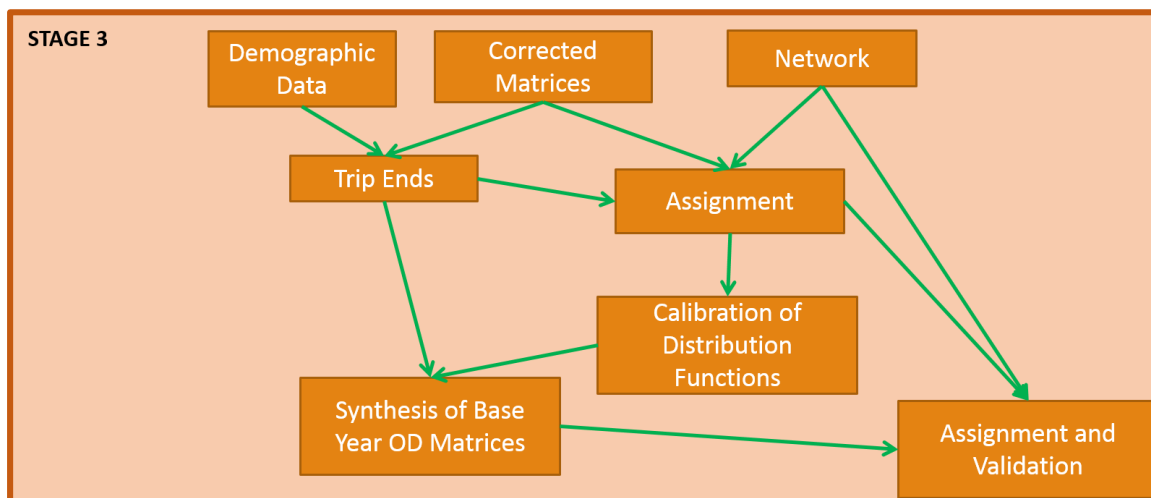 STAGE 3
Demographic
Data
Corrected
Matrices
Network
Trip Ends
Assignment
Calibration of
Distribution
Functions
Synthesis of Base
Year OD Matrices
Assignment and
Validation